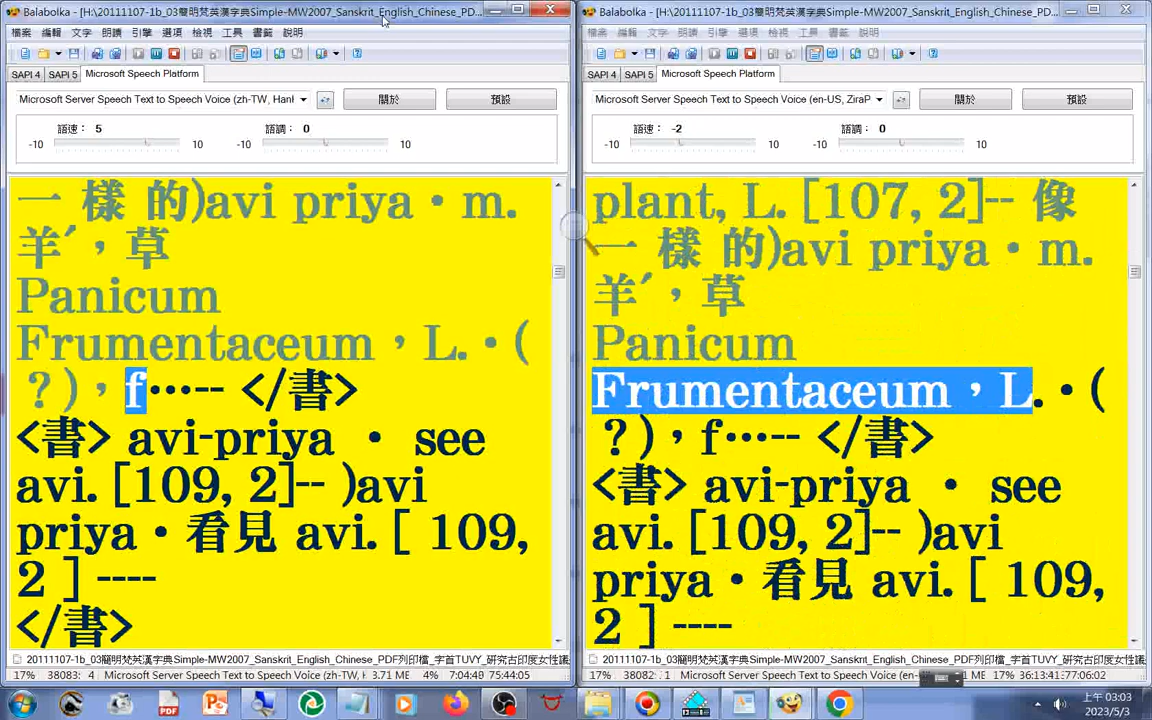 Balabolka - [H:\20111107-1b_03簡明梵英漢字典Simple-MW2007_Sanskrit_English_Chinese_PD...
檔案 編輯 文字 朗讀 引擎 選項 檢視 工具 書籤 說明
SAPI 4 SAPI 5 Microsoft Speech Platform
Microsoft Server Speech Text to Speech Voice (zh-TW, Hanl
關於 預設
語速： 5 語調： 0
-10 10 -10 10
一 樣 的)avi priya‧m.
羊ˊ，草
Panicum
Frumentaceum，L.‧(
？)，f…-- </書>
<書> avi-priya ‧ see
avi. [109, 2]-- )avi
priya‧看見 avi. [ 109,
2 ] ----
</書>
20111107-1b_03簡明梵英漢字典Simple-MW2007_Sanskrit_English_Chinese_PDF列印檔_字首TUVY_研究古印度女性議
17% 38083: 4 Microsoft Server Speech Text to Speech Voice (zh-TW, H 3.71 MB 4% 7:04:40 75:44:05
Balabolka - [H:\20111107-1b_03簡明梵英漢字典Simple-MW2007_Sanskrit_English_Chinese_PD...
檔案 編輯 文字 朗讀 引擎 選項 檢視 工具 書籤 說明
SAPI 4 SAPI 5 Microsoft Speech Platform
Microsoft Server Speech Text to Speech Voice (en-US, ZiraP
關於 預設
語速： -2 語調： 0
-10 10 -10 10
plant, L. [107, 2]-- 像
一 樣 的)avi priya‧m.
羊ˊ，草
Panicum
Frumentaceum，L.‧(
？)，f…-- </書>
<書> avi-priya ‧ see
avi. [109, 2]-- )avi
priya‧看見 avi. [ 109,
2 ] ----
20111107-1b_03簡明梵英漢字典Simple-MW2007_Sanskrit_English_Chinese_PDF列印檔_字首TUVY_研究古印度女性議
17% Microsoft Server Speech Text to Speech Voice 17% 36:13:41 77:06:02
上午 03:03
2023/5/3